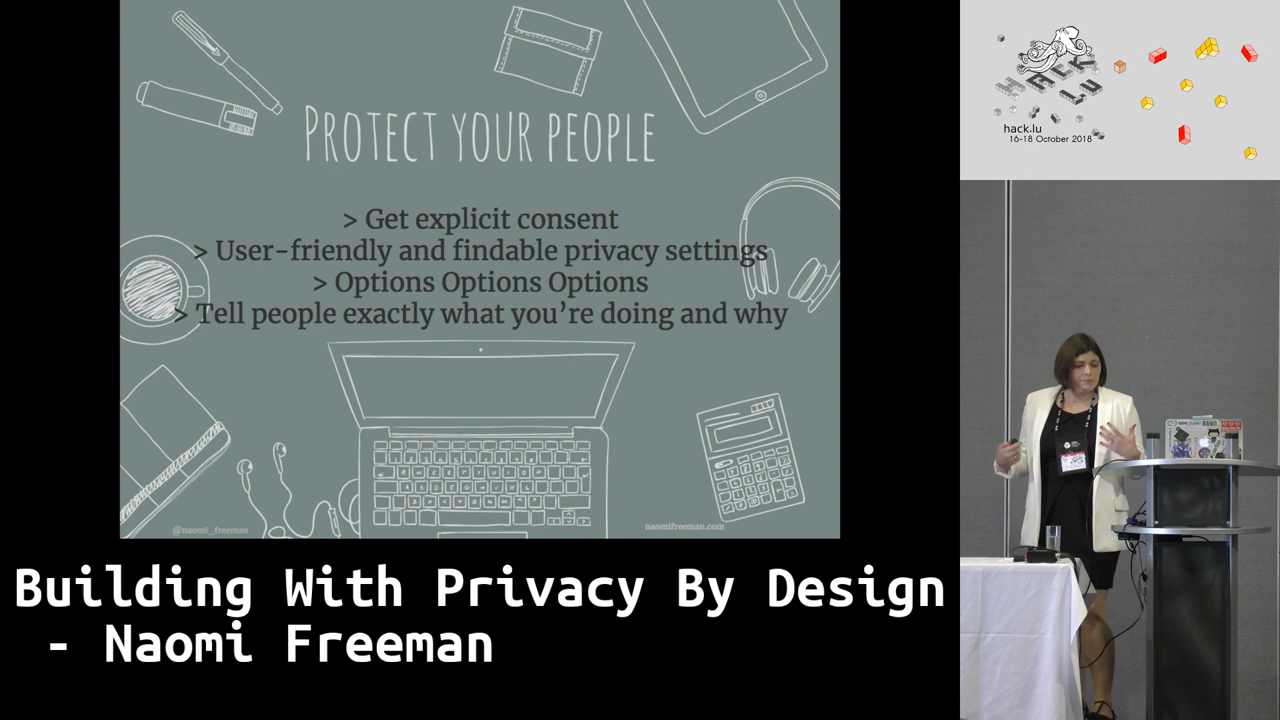 PROTECT YOUR PEOPLE
> Get explicit consent
> User-friendly and findable privacy settings
> Options Options Options
> Tell people exactly what you're doing and why
@naomi_freeman
naomifreeman.com
Building With Privacy By Design
- Naomi Freeman
HACK
LU
hack.lu
16-18 October 2018